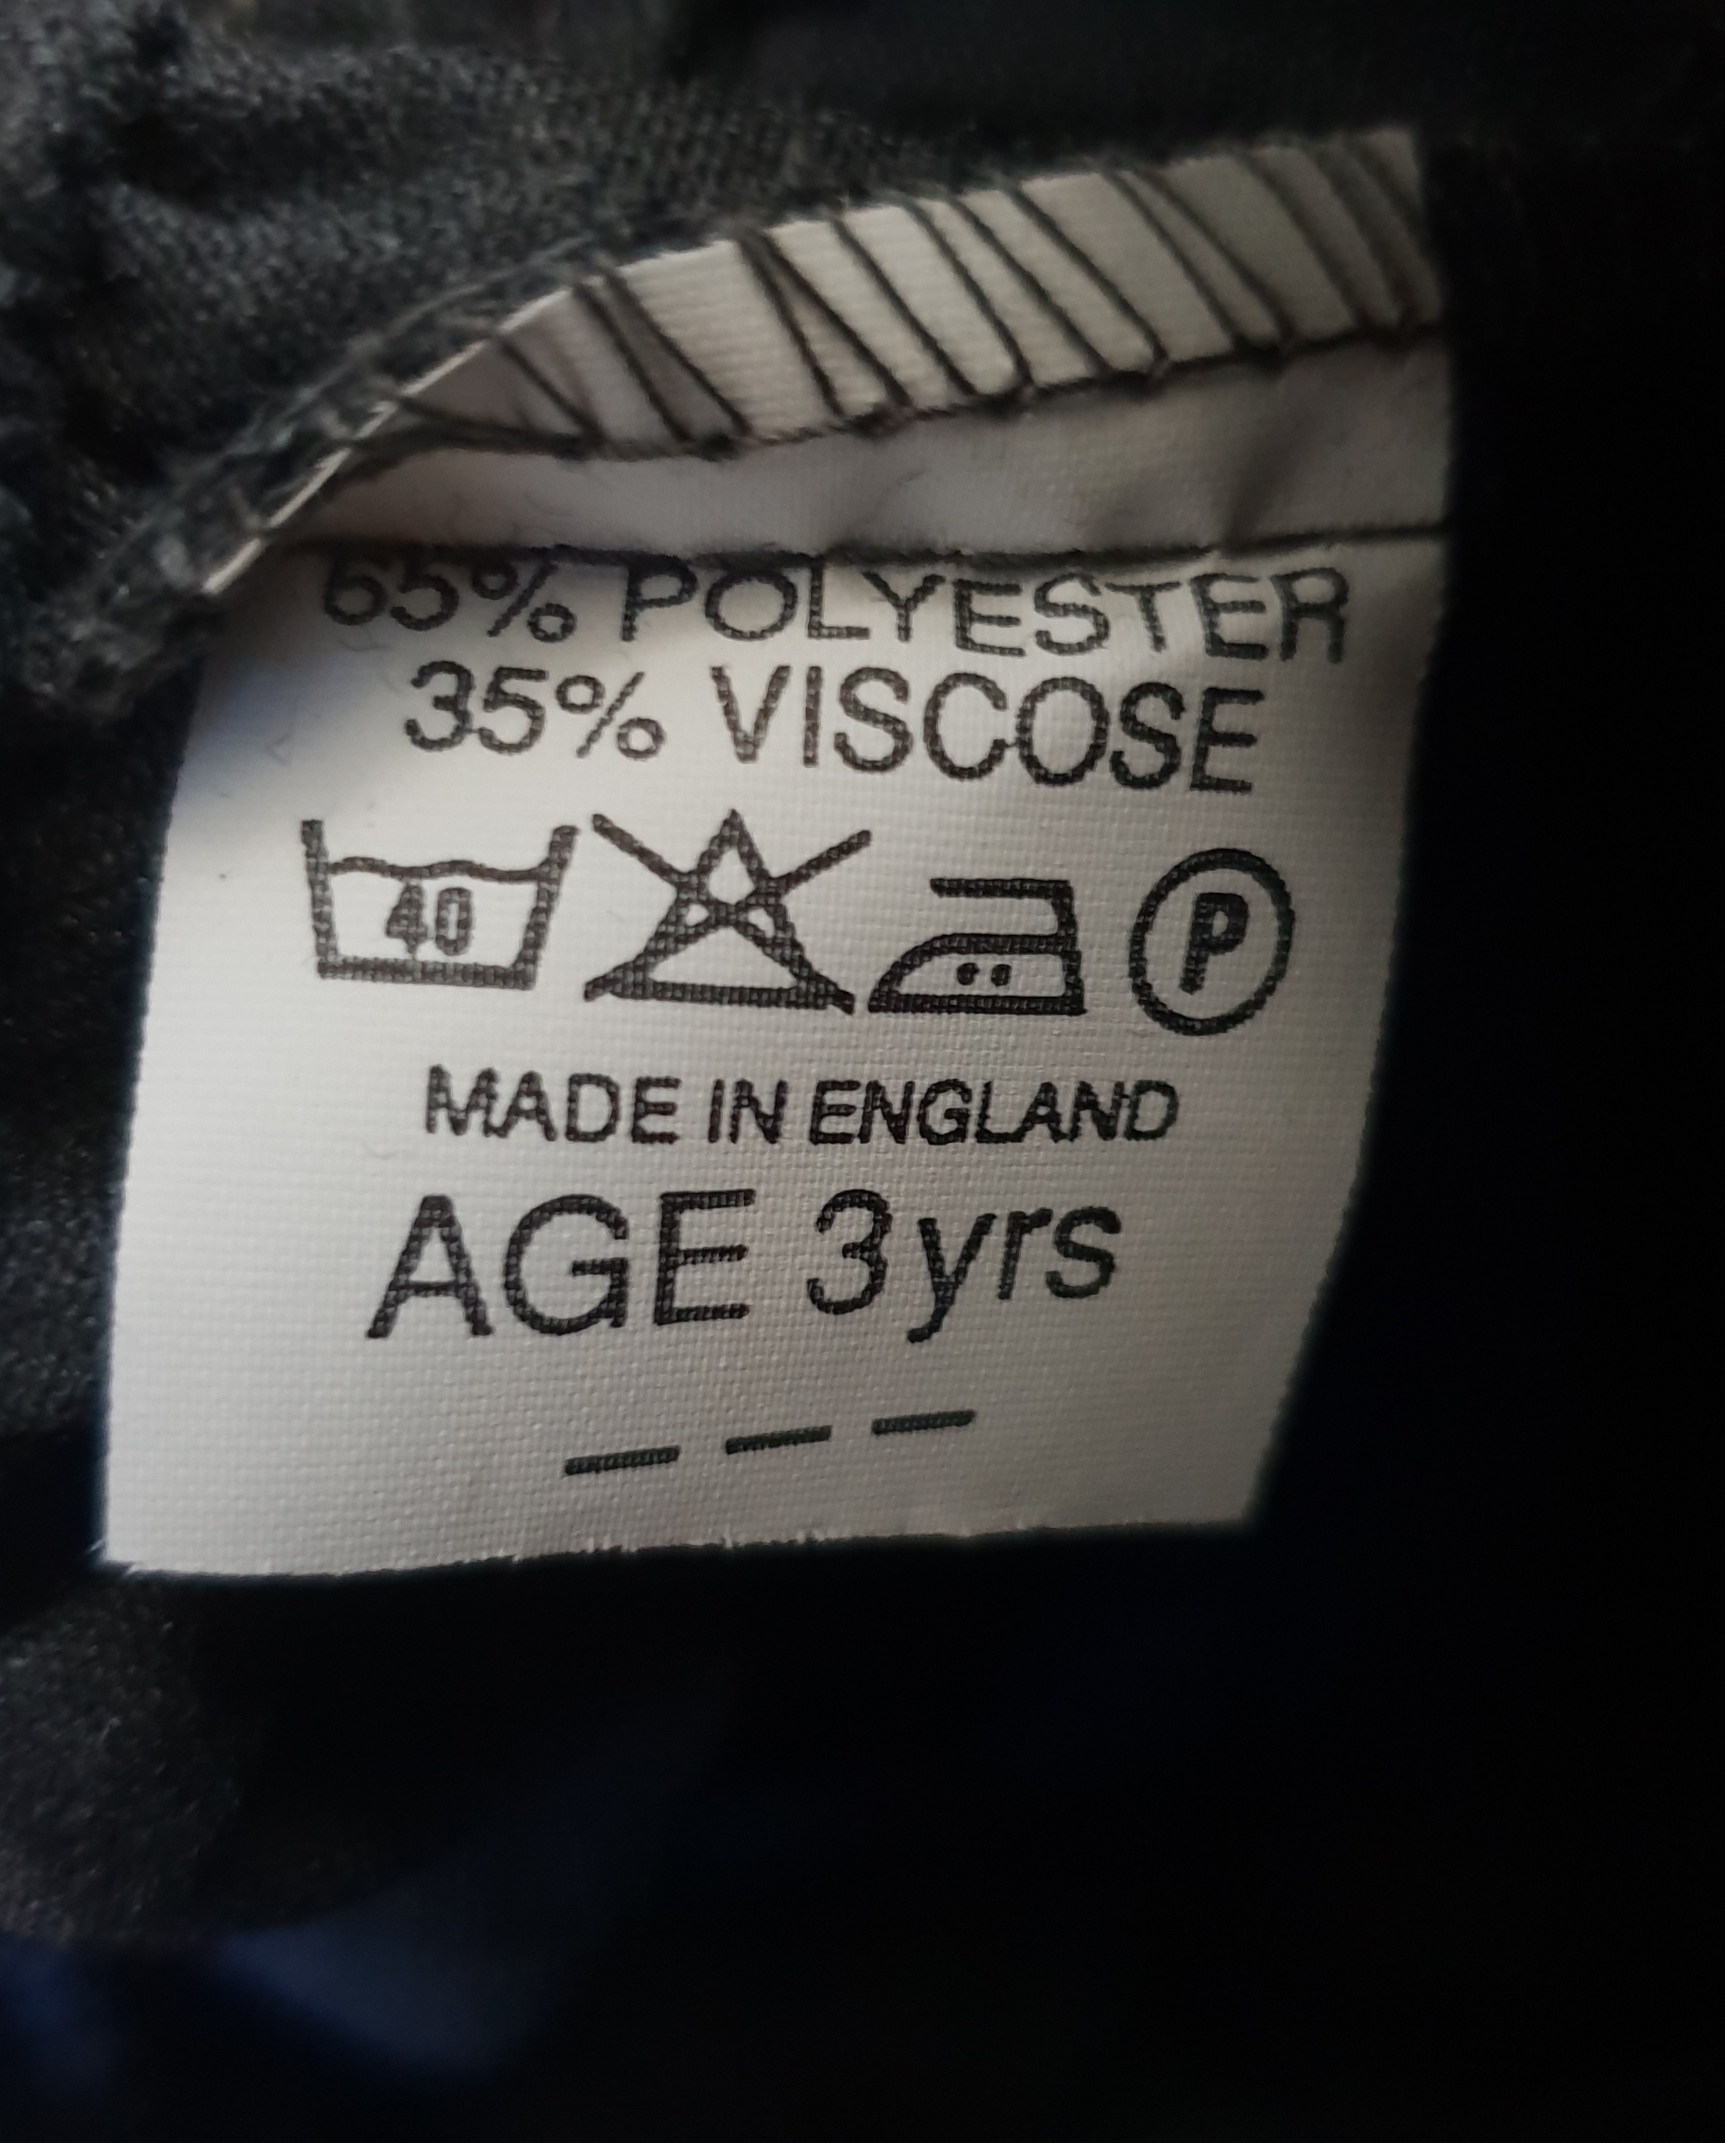 65% POLYESTER
35% VISCOSE
40 P
MADE IN ENGLAND
AGE 3yrs